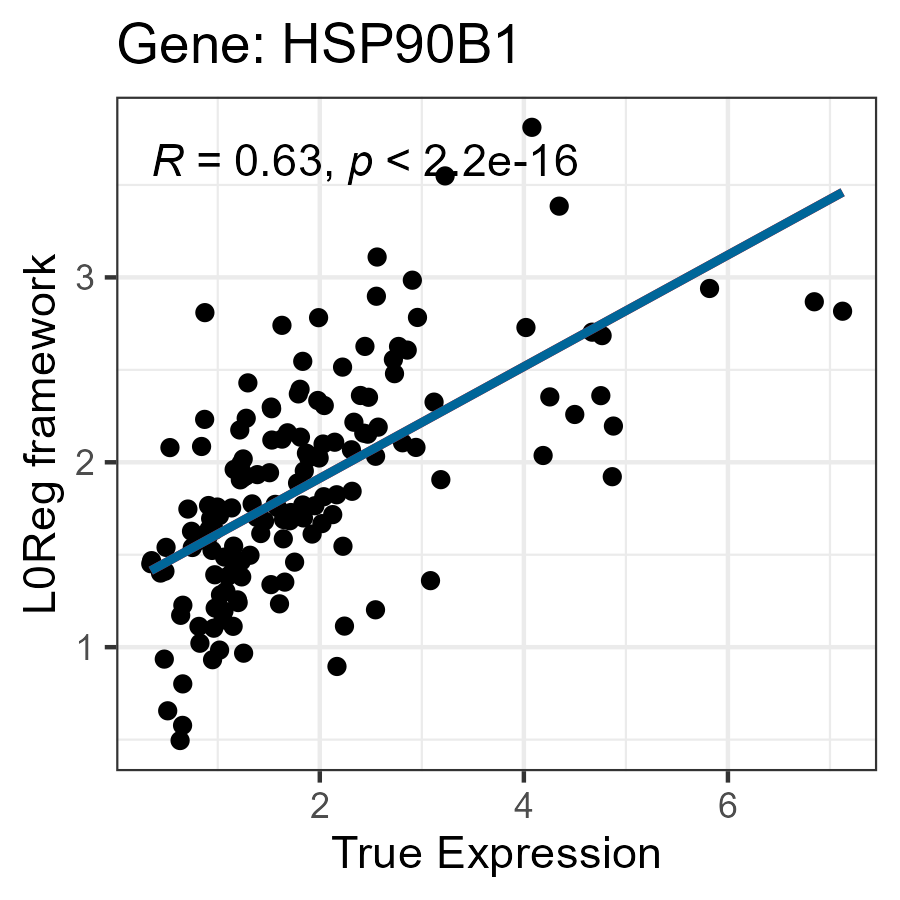 Gene: HSP90B1
R = 0.63, p < 2.2e-16
L0Reg framework
3
2
1
2
4
6
True Expression